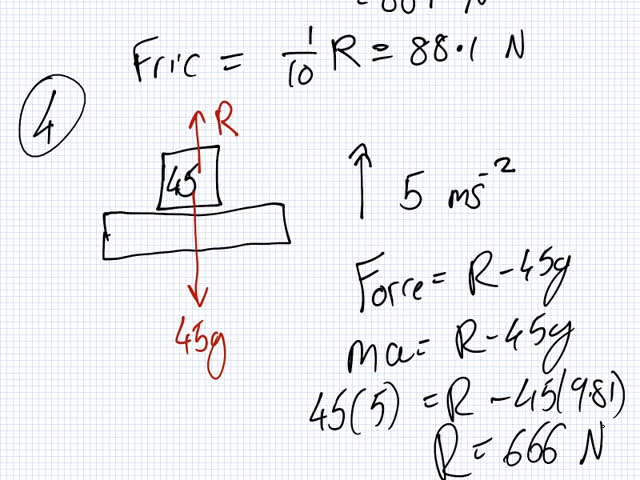 = 881 N
Fric = 1/10 R = 88.1 N
4
R
45
45g
↑ 5 ms⁻²
Force = R - 45g
ma = R - 45g
45(5) = R - 45(9.81)
R = 666 N